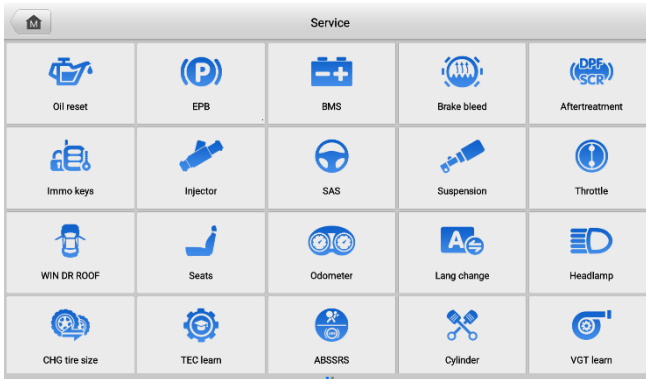 M
Service
Oil reset
P
EPB
BMS
Brake bleed
DPF
SCR
Aftertreatment
Immo keys
Injector
SAS
Suspension
Throttle
WIN DR ROOF
Seats
Odometer
A
Lang change
Headlamp
CHG tire size
TEC learn
ABSSRS
Cylinder
VGT learn